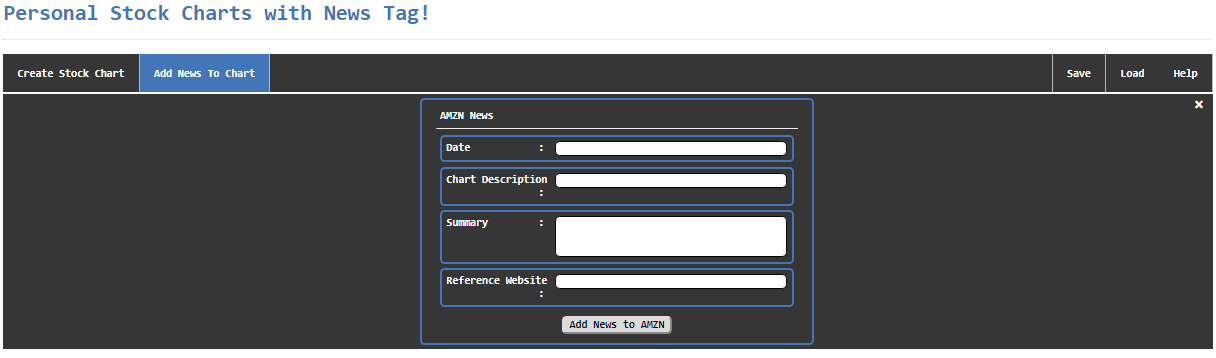 Personal Stock Charts with News Tag!
Create Stock Chart Add News To Chart Save Load Help
×
AMZN News
Date :
Chart Description
:
Summary :
Reference Website
:
Add News to AMZN